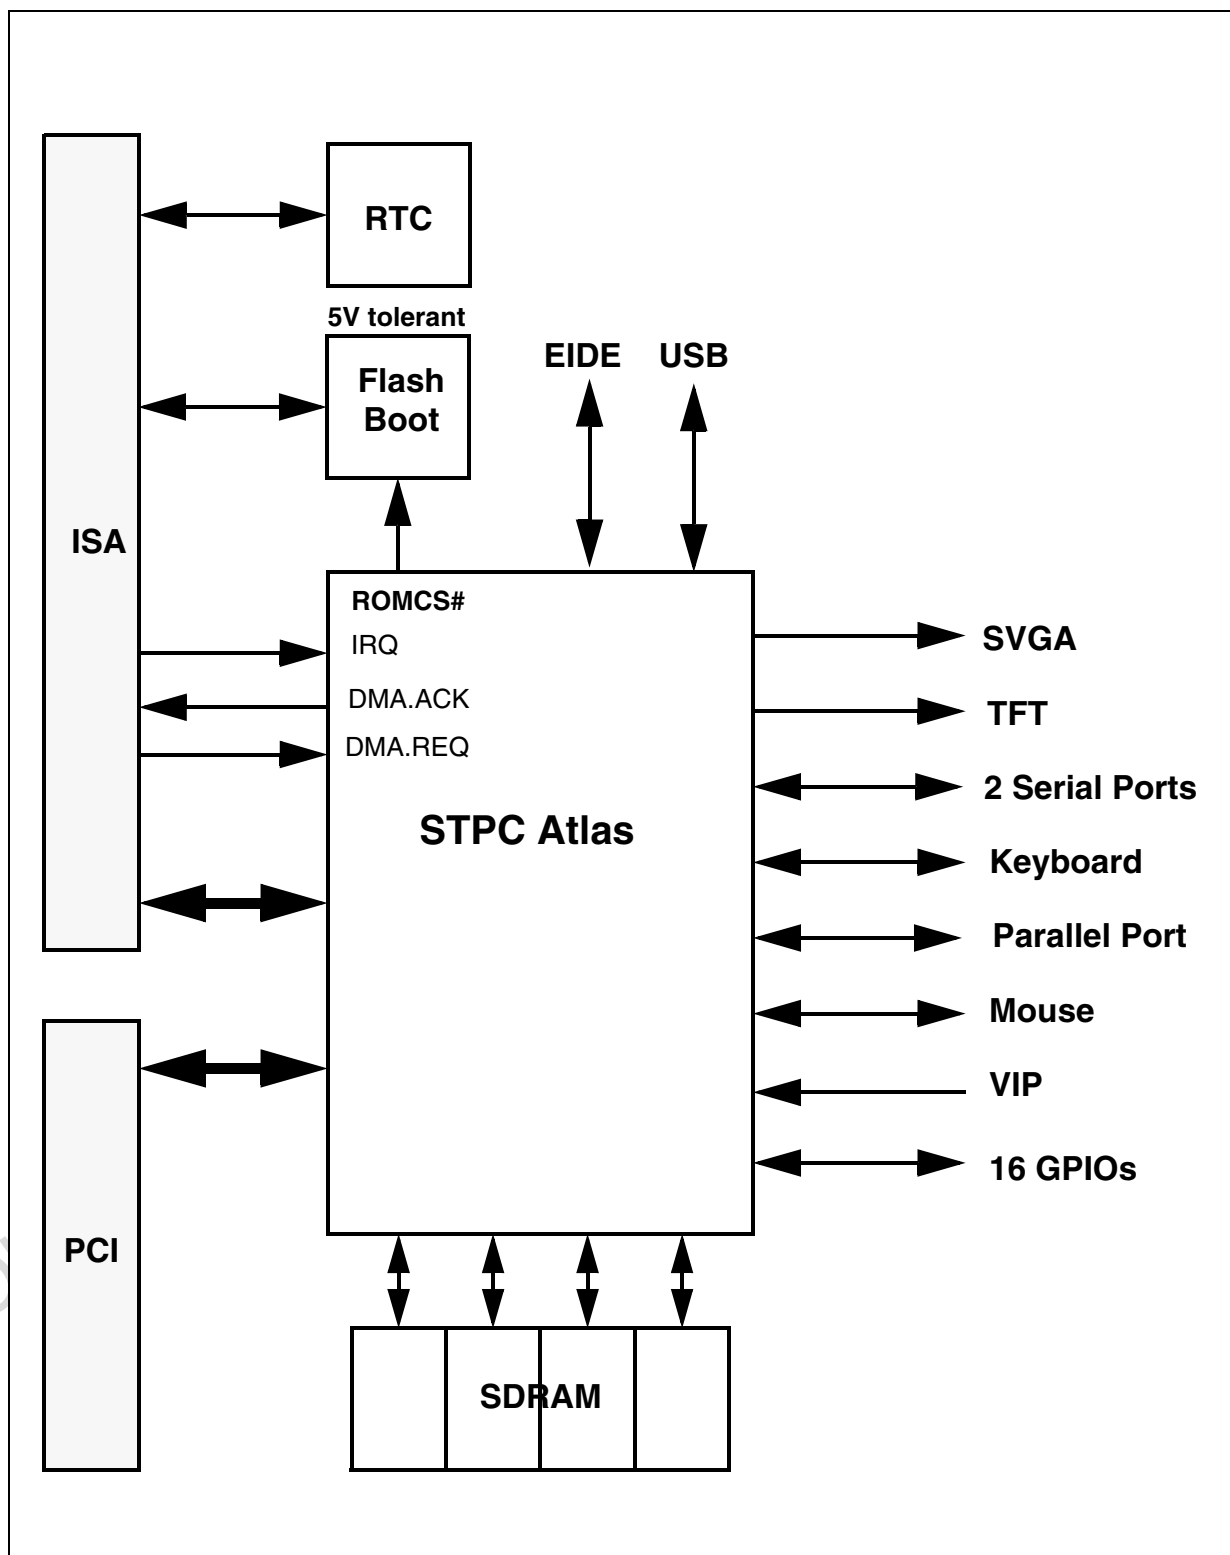 RTC
5V tolerant
Flash
Boot
EIDE USB
ISA
ROMCS#
IRQ
DMA.ACK
DMA.REQ
STPC Atlas
SVGA
TFT
2 Serial Ports
Keyboard
Parallel Port
Mouse
VIP
16 GPIOs
PCI
SDRAM